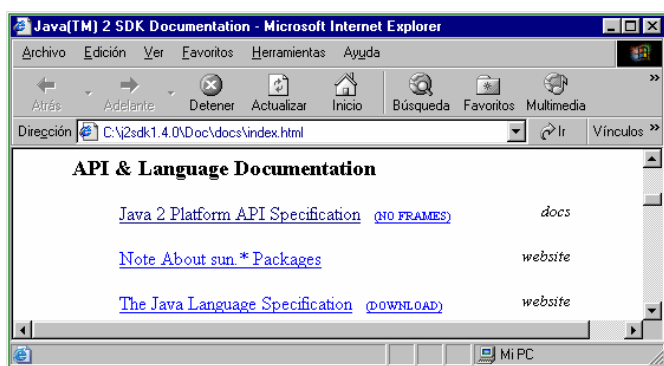 Java(TM) 2 SDK Documentation - Microsoft Internet Explorer
Archivo Edición Ver Favoritos Herramientas Ayuda
Atrás Adelante Detener Actualizar Inicio Búsqueda Favoritos Multimedia »
Dirección C:\j2sdk1.4.0\Doc\docs\index.html Ir Vínculos »
API & Language Documentation
Java 2 Platform API Specification (NO FRAMES) docs
Note About sun.* Packages website
The Java Language Specification (DOWNLOAD) website
Mi PC